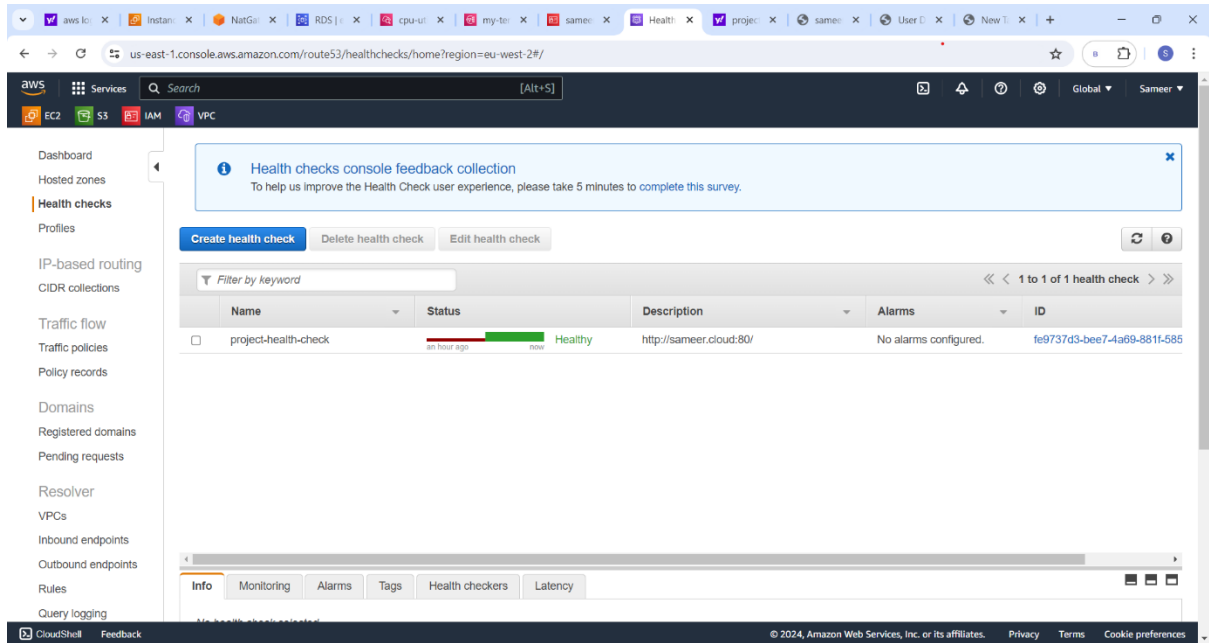 aws lo
Instan
NatGa
RDS |
cpu-ut
my-ter
samee
Health
projec
samee
User D
New T
us-east-1.console.aws.amazon.com/route53/healthchecks/home?region=eu-west-2#/
B
S
aws
Services
Search
[Alt+S]
Global
Sameer
EC2
S3
IAM
VPC
Dashboard
Hosted zones
Health checks
Profiles
IP-based routing
CIDR collections
Traffic flow
Traffic policies
Policy records
Domains
Registered domains
Pending requests
Resolver
VPCs
Inbound endpoints
Outbound endpoints
Rules
Query logging
Health checks console feedback collection
To help us improve the Health Check user experience, please take 5 minutes to complete this survey.
Create health check
Delete health check
Edit health check
Filter by keyword
1 to 1 of 1 health check
Name Status Description Alarms ID
project-health-check
an hour ago now
Healthy
http://sameer.cloud:80/
No alarms configured.
fe9737d3-bee7-4a69-881f-585
Info Monitoring Alarms Tags Health checkers Latency
No health check selected
CloudShell Feedback
© 2024, Amazon Web Services, Inc. or its affiliates. Privacy Terms Cookie preferences